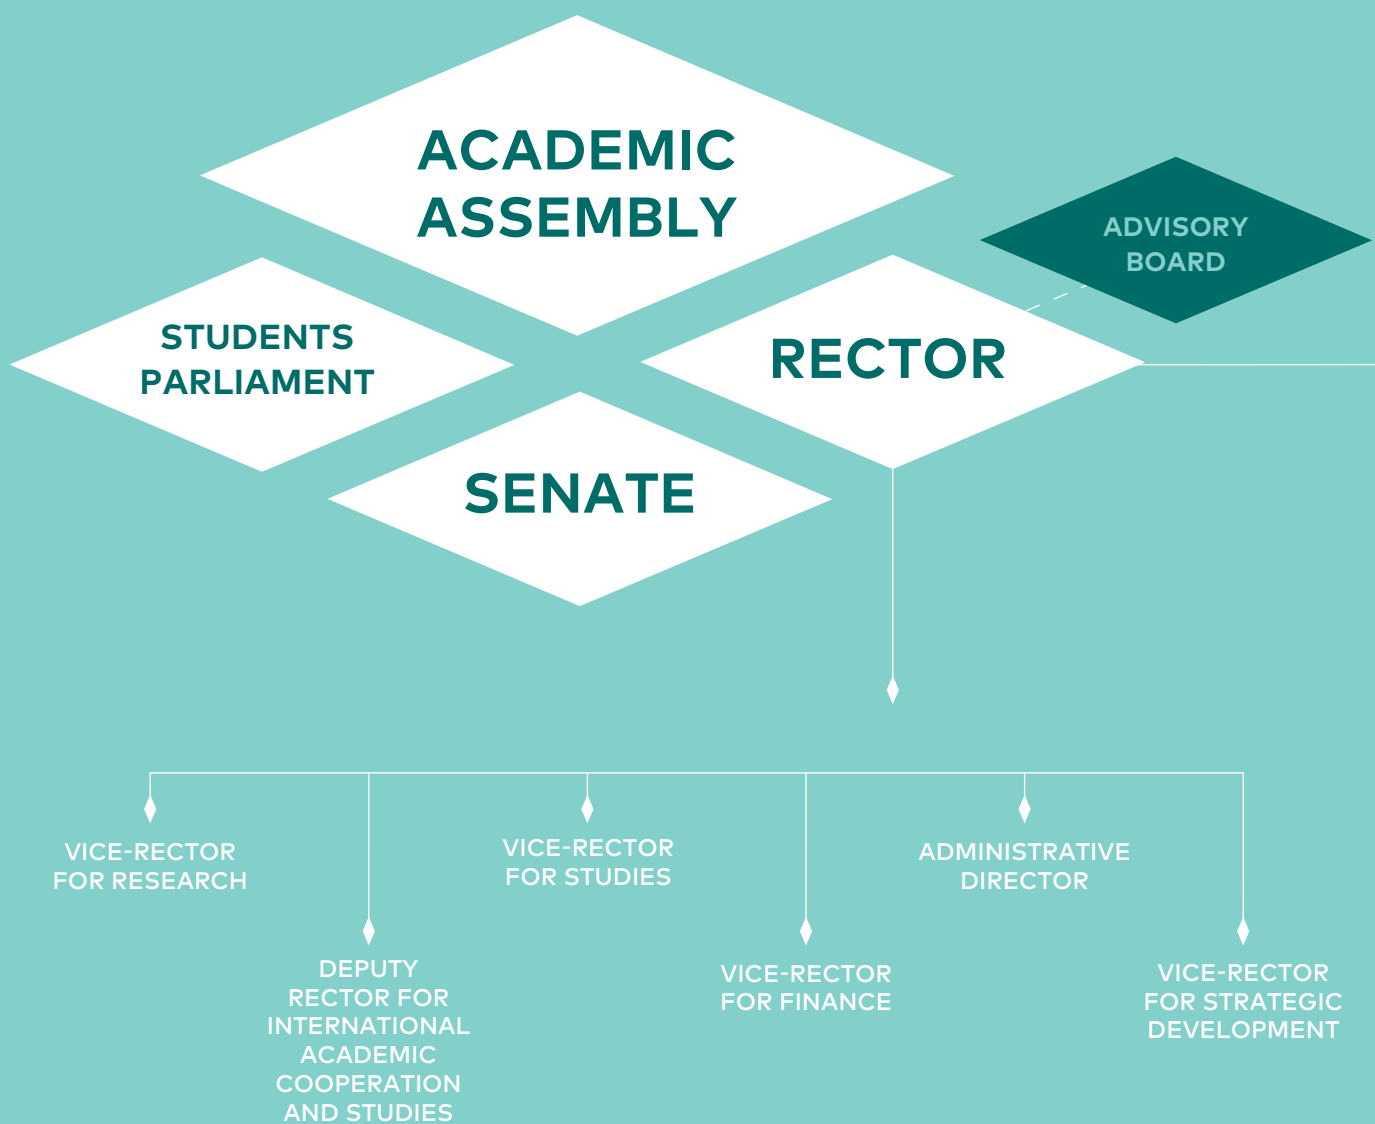 ACADEMIC
ASSEMBLY
ADVISORY
BOARD
STUDENTS
PARLIAMENT
RECTOR
SENATE
VICE-RECTOR
FOR RESEARCH
DEPUTY
RECTOR FOR
INTERNATIONAL
ACADEMIC
COOPERATION
AND STUDIES
VICE-RECTOR
FOR STUDIES
VICE-RECTOR
FOR FINANCE
ADMINISTRATIVE
DIRECTOR
VICE-RECTOR
FOR STRATEGIC
DEVELOPMENT